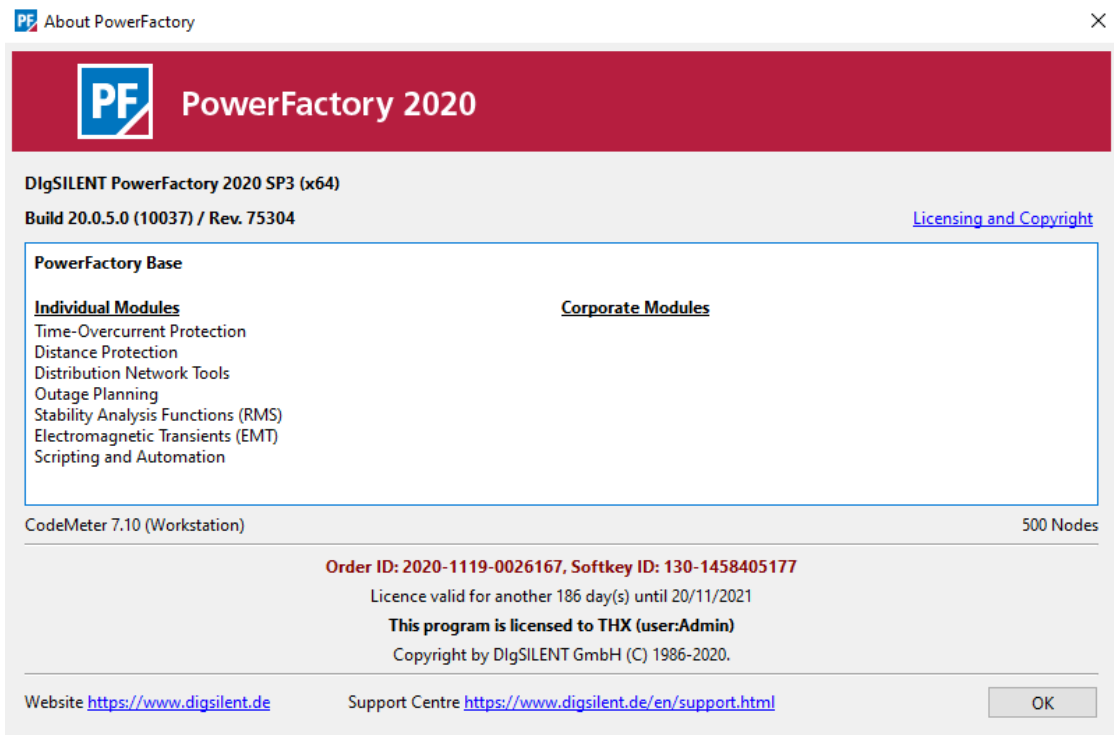 PF About PowerFactory
PF PowerFactory 2020
DIgSILENT PowerFactory 2020 SP3 (x64)
Build 20.0.5.0 (10037) / Rev. 75304 Licensing and Copyright
PowerFactory Base
Individual Modules Corporate Modules
Time-Overcurrent Protection
Distance Protection
Distribution Network Tools
Outage Planning
Stability Analysis Functions (RMS)
Electromagnetic Transients (EMT)
Scripting and Automation
CodeMeter 7.10 (Workstation) 500 Nodes
Order ID: 2020-1119-0026167, Softkey ID: 130-1458405177
Licence valid for another 186 day(s) until 20/11/2021
This program is licensed to THX (user:Admin)
Copyright by DIgSILENT GmbH (C) 1986-2020.
Website https://www.digsilent.de Support Centre https://www.digsilent.de/en/support.html OK